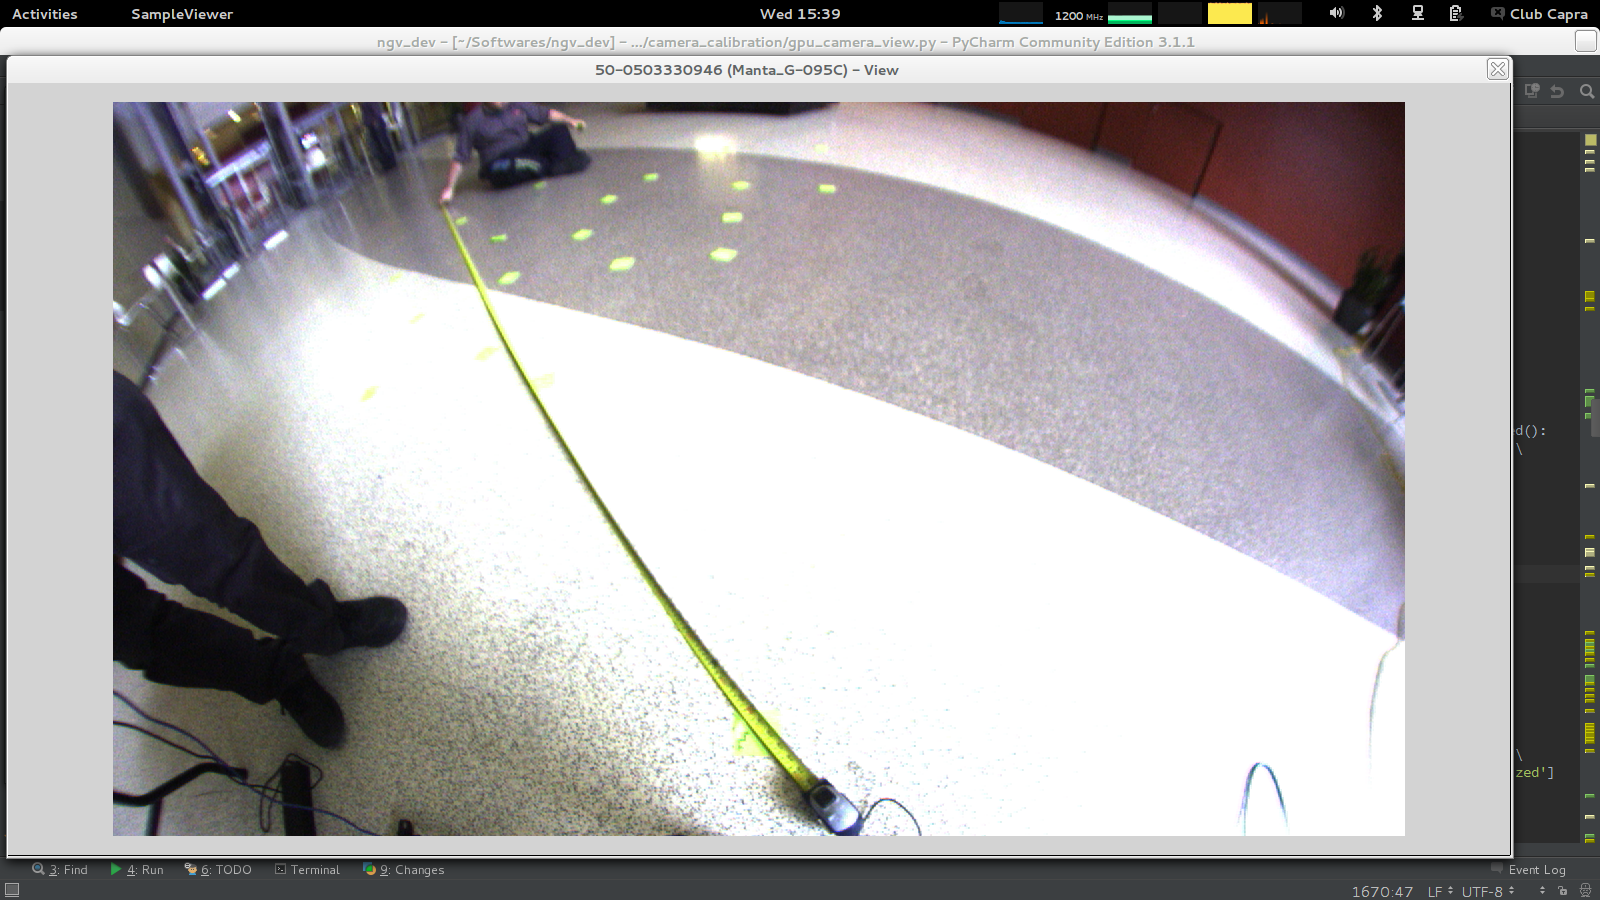 Activities SampleViewer Wed 15:39 1200 MHz Club Capra
ngv_dev – [~/Softwares/ngv_dev] – .../camera_calibration/gpu_camera_view.py – PyCharm Community Edition 3.1.1
50-0503330946 (Manta_G-095C) – View
ed():
\
\
zed']
3: Find 4: Run 6: TODO Terminal 9: Changes Event Log
1670:47 LF UTF-8